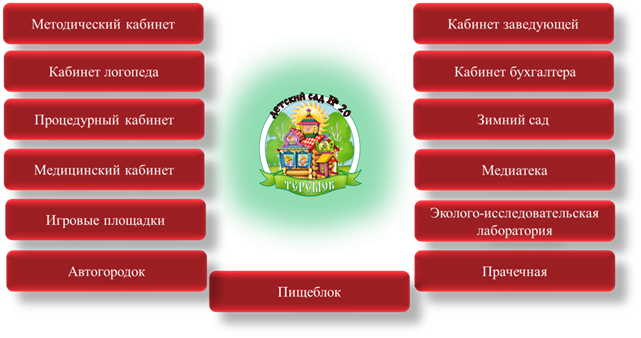 Методический кабинет
Кабинет логопеда
Процедурный кабинет
Медицинский кабинет
Игровые площадки
Автогородок
Детский сад № 20
ТЕРЕМОК
Пищеблок
Кабинет заведующей
Кабинет бухгалтера
Зимний сад
Медиатека
Эколого-исследовательская
лаборатория
Прачечная